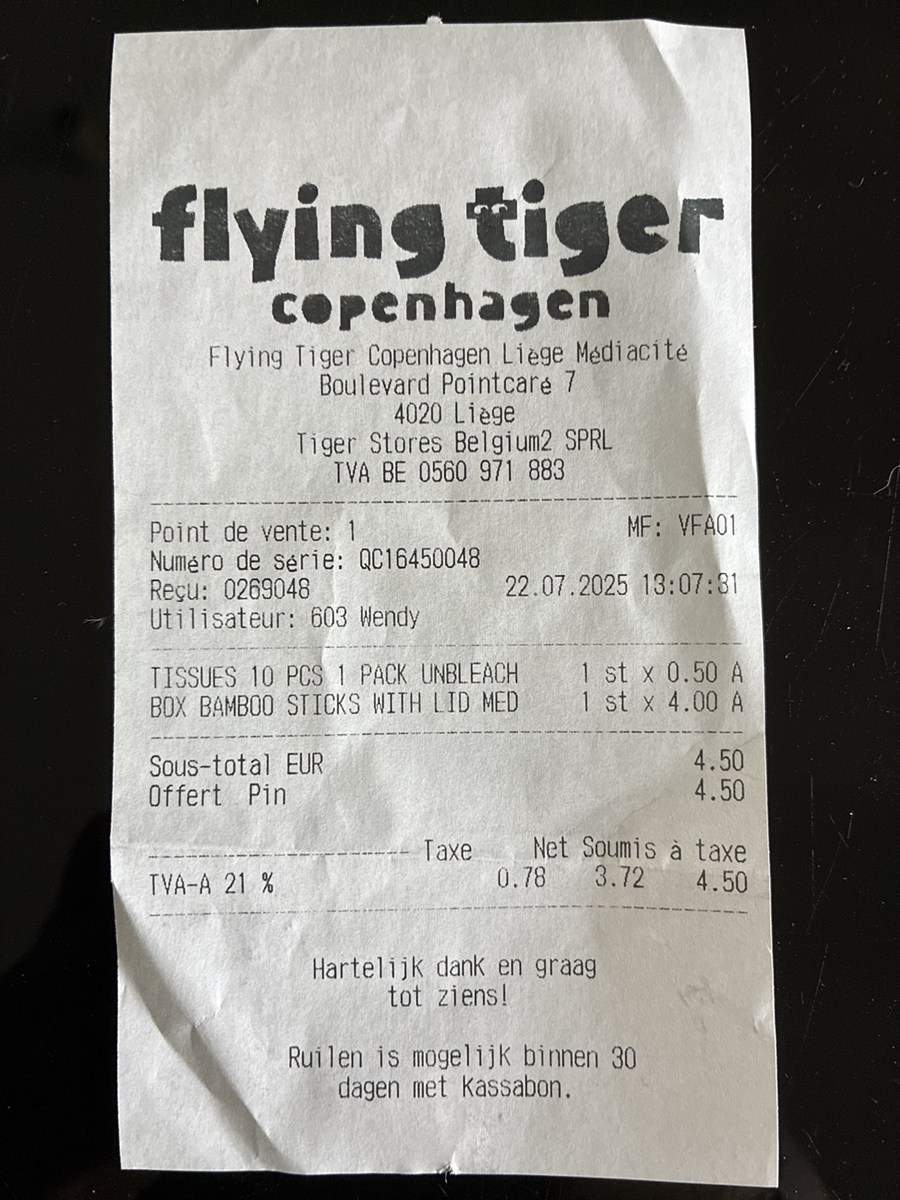 flying tiger
copenhagen
Flying Tiger Copenhagen Liège Médiacité
Boulevard Pointcaré 7
4020 Liège
Tiger Stores Belgium2 SPRL
TVA BE 0560 971 883
Point de vente: 1 MF: VFA01
Numéro de série: QC16450048
Reçu: 0269048 22.07.2025 13:07:31
Utilisateur: 603 Wendy
TISSUES 10 PCS 1 PACK UNBLEACH 1 st x 0.50 A
BOX BAMBOO STICKS WITH LID MED 1 st x 4.00 A
Sous-total EUR 4.50
Offert Pin 4.50
Taxe Net Soumis à taxe
TVA-A 21 % 0.78 3.72 4.50
Hartelijk dank en graag
tot ziens!
Ruilen is mogelijk binnen 30
dagen met Kassabon.